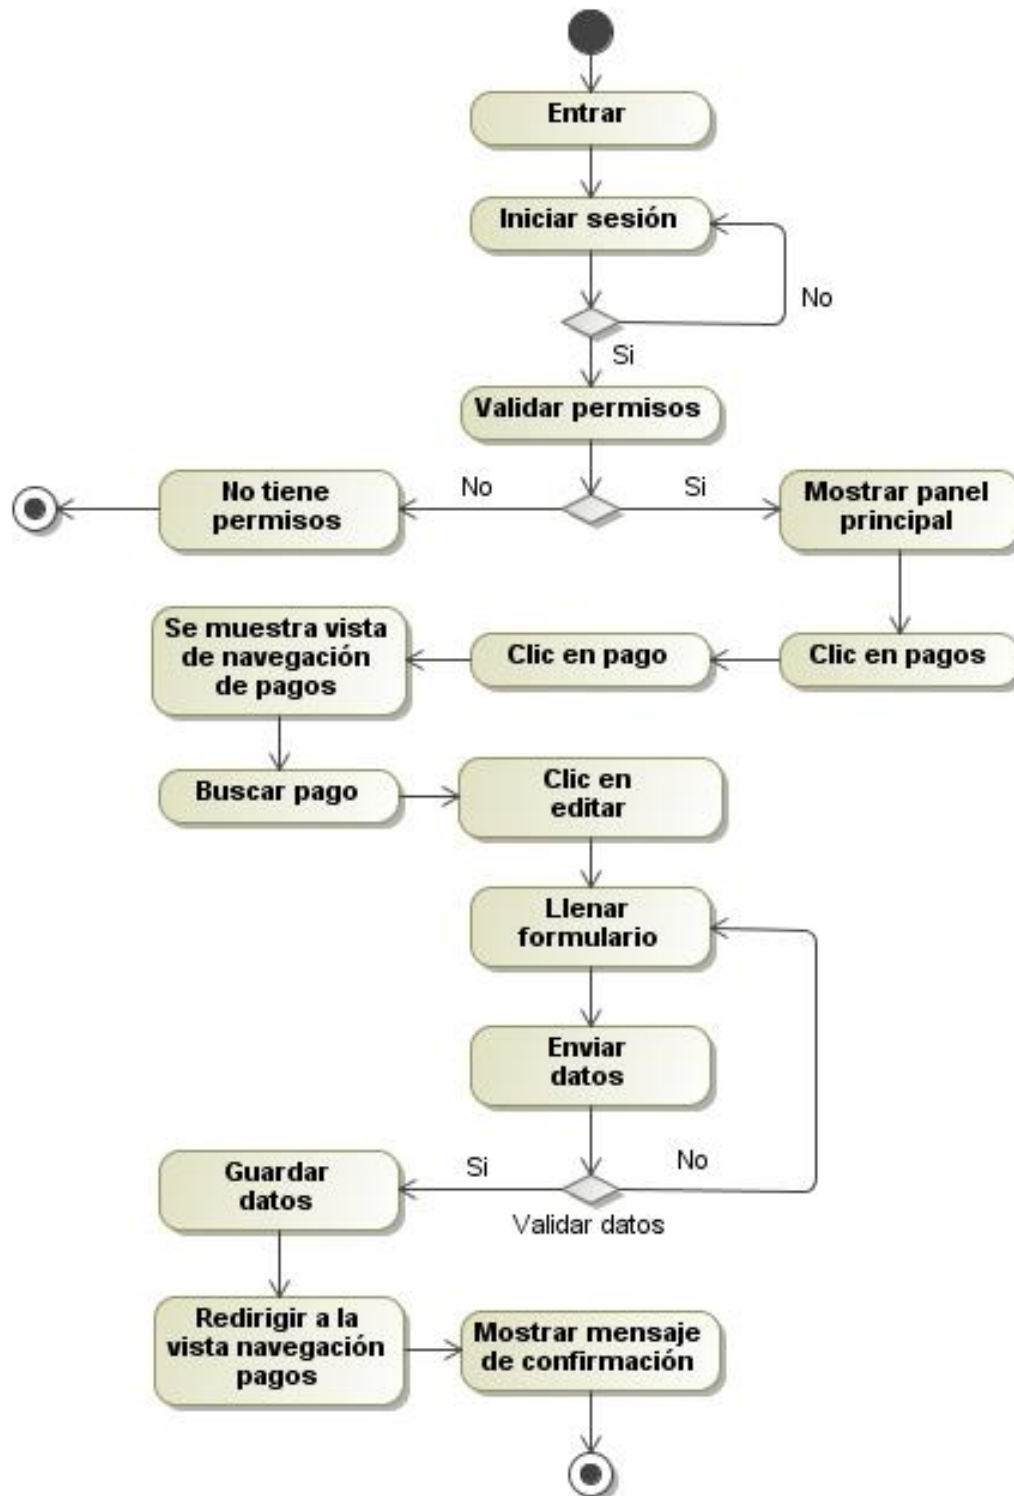 Entrar
Iniciar sesión
No
Si
Validar permisos
No tiene
permisos
No
Si
Mostrar panel
principal
Clic en pagos
Clic en pago
Se muestra vista
de navegación
de pagos
Buscar pago
Clic en
editar
Llenar
formulario
Enviar
datos
No
Si
Validar datos
Guardar
datos
Redirigir a la
vista navegación
pagos
Mostrar mensaje
de confirmación